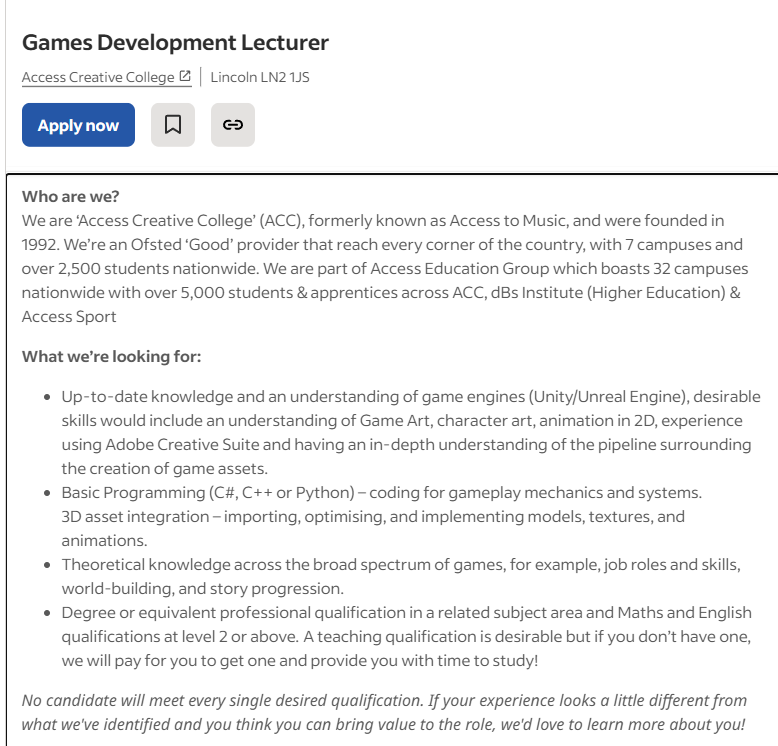 Games Development Lecturer
Access Creative College
Lincoln LN2 1JS
Apply now
Who are we?
We are ‘Access Creative College’ (ACC), formerly known as Access to Music, and were founded in
1992. We’re an Ofsted ‘Good’ provider that reach every corner of the country, with 7 campuses and
over 2,500 students nationwide. We are part of Access Education Group which boasts 32 campuses
nationwide with over 5,000 students & apprentices across ACC, dBs Institute (Higher Education) &
Access Sport
What we’re looking for:
• Up-to-date knowledge and an understanding of game engines (Unity/Unreal Engine), desirable
skills would include an understanding of Game Art, character art, animation in 2D, experience
using Adobe Creative Suite and having an in-depth understanding of the pipeline surrounding
the creation of game assets.
• Basic Programming (C#, C++ or Python) – coding for gameplay mechanics and systems.
3D asset integration – importing, optimising, and implementing models, textures, and
animations.
• Theoretical knowledge across the broad spectrum of games, for example, job roles and skills,
world-building, and story progression.
• Degree or equivalent professional qualification in a related subject area and Maths and English
qualifications at level 2 or above. A teaching qualification is desirable but if you don’t have one,
we will pay for you to get one and provide you with time to study!
No candidate will meet every single desired qualification. If your experience looks a little different from
what we've identified and you think you can bring value to the role, we'd love to learn more about you!